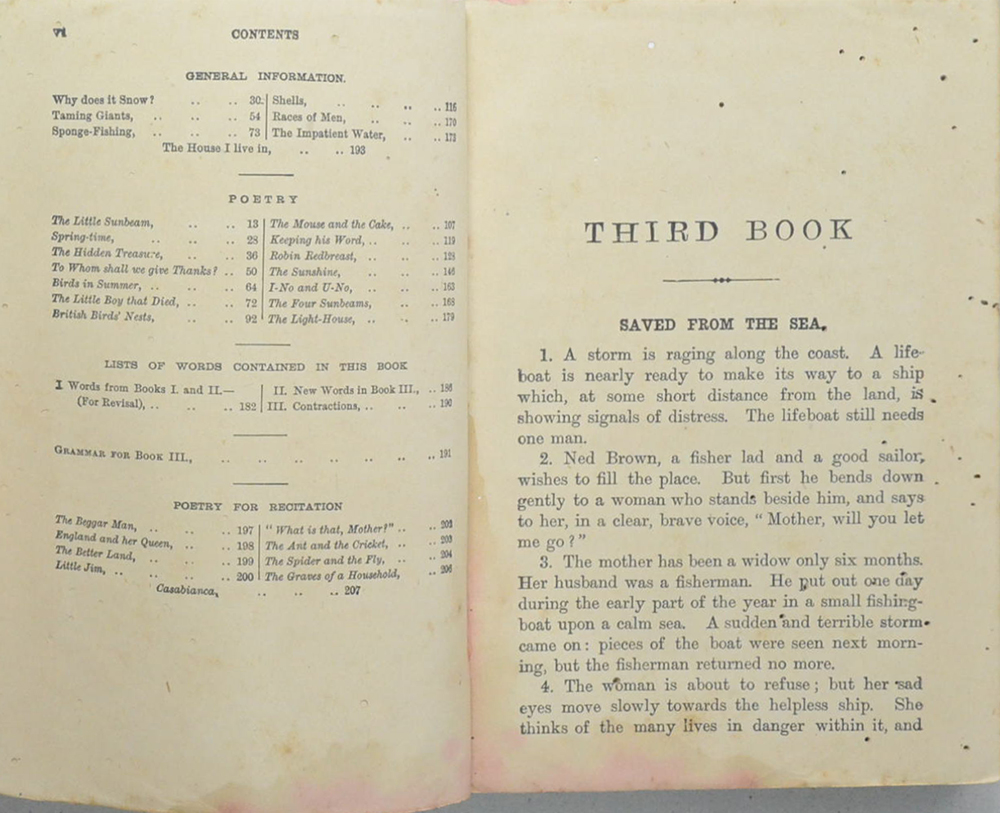 vi
CONTENTS
GENERAL INFORMATION.
Why does it Snow? .. .. 30 | Shells, .. .. .. .. 116
Taming Giants, .. .. .. 54 | Races of Men, .. .. .. 170
Sponge-Fishing, .. .. .. 73 | The Impatient Water, .. .. 173
The House I live in, .. .. 193
POETRY
The Little Sunbeam, .. .. 13 | The Mouse and the Cake, .. .. 107
Spring-time, .. .. .. 28 | Keeping his Word, .. .. .. 119
The Hidden Treasure, .. .. 36 | Robin Redbreast, .. .. .. 128
To Whom shall we give Thanks? .. 50 | The Sunshine, .. .. .. 146
Birds in Summer, .. .. .. 64 | I-No and U-No, .. .. .. 163
The Little Boy that Died, .. .. 72 | The Four Sunbeams, .. .. 168
British Birds' Nests, .. .. 92 | The Light-House, .. .. .. 179
LISTS OF WORDS CONTAINED IN THIS BOOK
I Words from Books I. and II.— | II. New Words in Book III., .. 186
(For Revisal), .. .. .. 182 | III. Contractions, .. .. .. 190
GRAMMAR FOR BOOK III., .. .. .. .. .. .. .. 191
POETRY FOR RECITATION
The Beggar Man, .. .. .. 197 | "What is that, Mother?" .. .. 202
England and her Queen, .. .. 198 | The Ant and the Cricket, .. .. 203
The Better Land, .. .. .. 199 | The Spider and the Fly, .. .. 204
Little Jim, .. .. .. .. 200 | The Graves of a Household, .. 206
Casabianca, .. .. .. .. 207
THIRD BOOK
SAVED FROM THE SEA.
1. A storm is raging along the coast. A life-
boat is nearly ready to make its way to a ship
which, at some short distance from the land, is
showing signals of distress. The lifeboat still needs
one man.
2. Ned Brown, a fisher lad and a good sailor,
wishes to fill the place. But first he bends down
gently to a woman who stands beside him, and says
to her, in a clear, brave voice, "Mother, will you let
me go?"
3. The mother has been a widow only six months.
Her husband was a fisherman. He put out one day
during the early part of the year in a small fishing-
boat upon a calm sea. A sudden and terrible storm
came on: pieces of the boat were seen next morn-
ing, but the fisherman returned no more.
4. The woman is about to refuse; but her sad
eyes move slowly towards the helpless ship. She
thinks of the many lives in danger within it, and